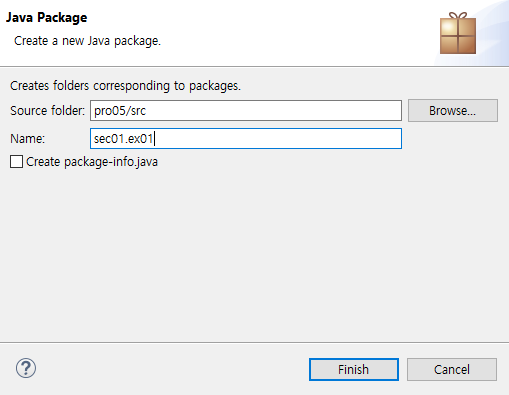 Java Package
Create a new Java package.
Creates folders corresponding to packages.
Source folder: pro05/src Browse...
Name: sec01.ex01
Create package-info.java
? Finish Cancel